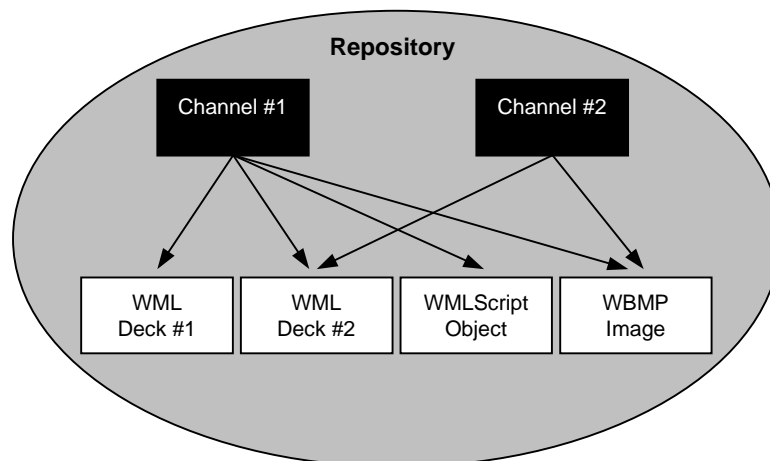 Repository
Channel #1
Channel #2
WML
Deck #1
WML
Deck #2
WMLScript
Object
WBMP
Image